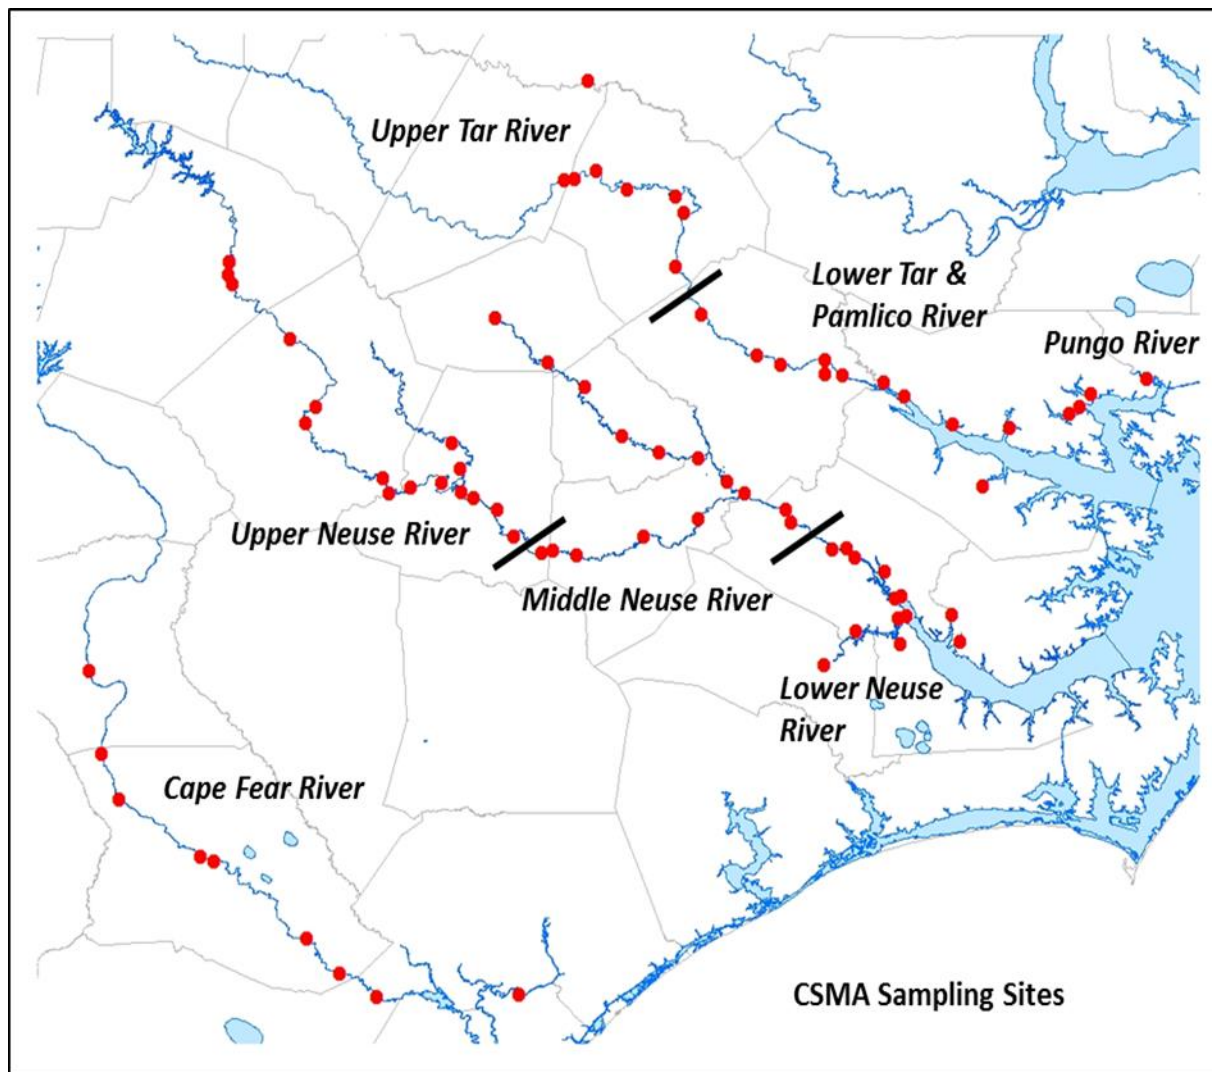 Upper Tar River
Lower Tar &
Pamlico River
Pungo River
Upper Neuse River
Middle Neuse River
Lower Neuse
River
Cape Fear River
CSMA Sampling Sites